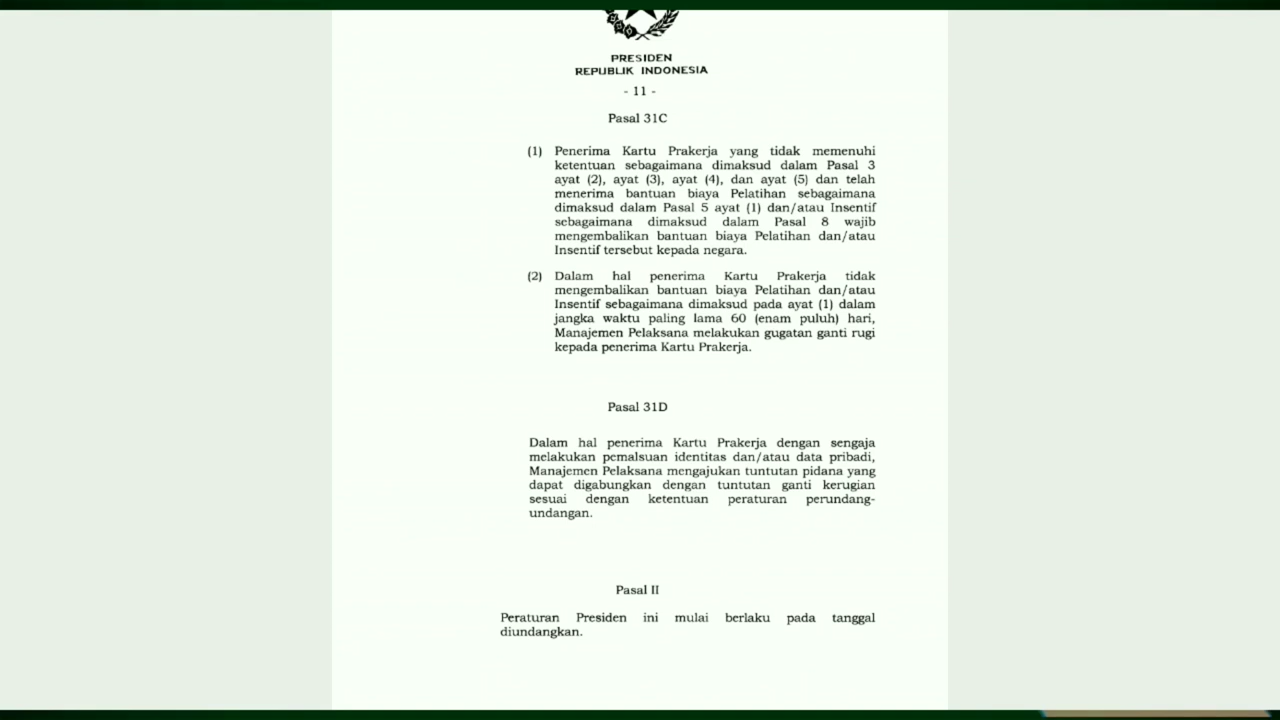 PRESIDEN
REPUBLIK INDONESIA
- 11 -
Pasal 31C
(1) Penerima Kartu Prakerja yang tidak memenuhi
ketentuan sebagaimana dimaksud dalam Pasal 3
ayat (2), ayat (3), ayat (4), dan ayat (5) dan telah
menerima bantuan biaya Pelatihan sebagaimana
dimaksud dalam Pasal 5 ayat (1) dan/atau Insentif
sebagaimana dimaksud dalam Pasal 8 wajib
mengembalikan bantuan biaya Pelatihan dan/atau
Insentif tersebut kepada negara.
(2) Dalam hal penerima Kartu Prakerja tidak
mengembalikan bantuan biaya Pelatihan dan/atau
Insentif sebagaimana dimaksud pada ayat (1) dalam
jangka waktu paling lama 60 (enam puluh) hari,
Manajemen Pelaksana melakukan gugatan ganti rugi
kepada penerima Kartu Prakerja.
Pasal 31D
Dalam hal penerima Kartu Prakerja dengan sengaja
melakukan pemalsuan identitas dan/atau data pribadi,
Manajemen Pelaksana mengajukan tuntutan pidana yang
dapat digabungkan dengan tuntutan ganti kerugian
sesuai dengan ketentuan peraturan perundang-
undangan.
Pasal II
Peraturan Presiden ini mulai berlaku pada tanggal
diundangkan.